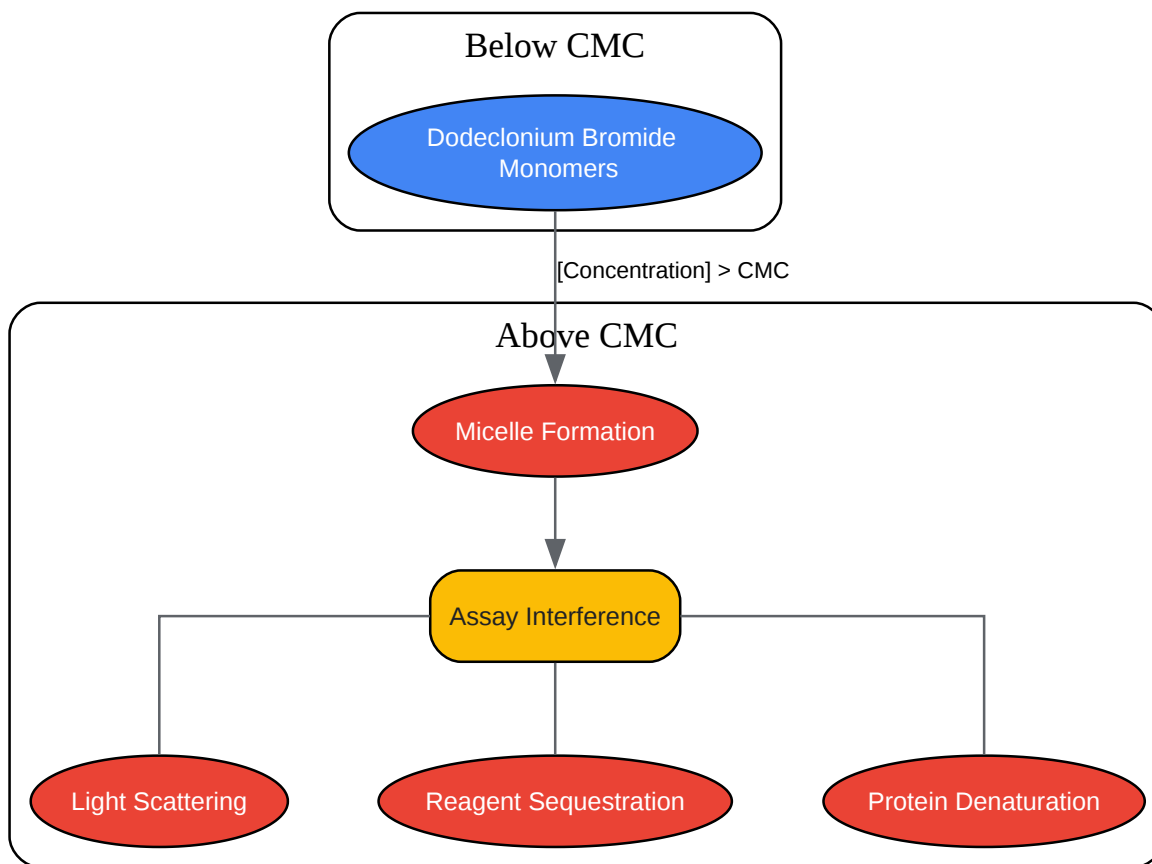 Below CMC
Dodeclonium Bromide
Monomers
[Concentration] > CMC
Above CMC
Micelle Formation
Assay Interference
Light Scattering
Reagent Sequestration
Protein Denaturation